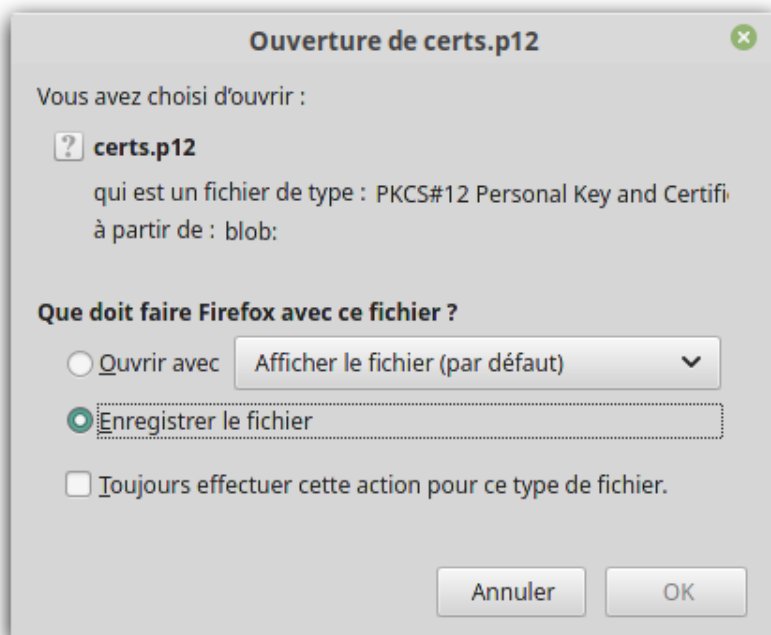 Ouverture de certs.p12
Vous avez choisi d'ouvrir :
? certs.p12
qui est un fichier de type : PKCS#12 Personal Key and Certifi
à partir de : blob:
Que doit faire Firefox avec ce fichier ?
Ouvrir avec Afficher le fichier (par défaut)
Enregistrer le fichier
Toujours effectuer cette action pour ce type de fichier.
Annuler OK